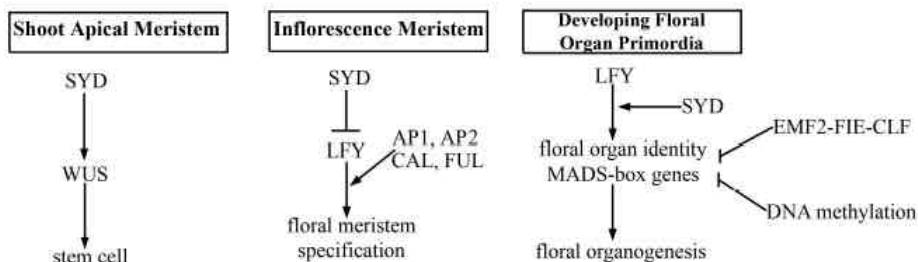 Shoot Apical Meristem
SYD
WUS
stem cell
Inflorescence Meristem
SYD
LFY
AP1, AP2
CAL, FUL
floral meristem
specification
Developing Floral
Organ Primordia
LFY
SYD
floral organ identity
MADS-box genes
EMF2-FIE-CLF
DNA methylation
floral organogenesis